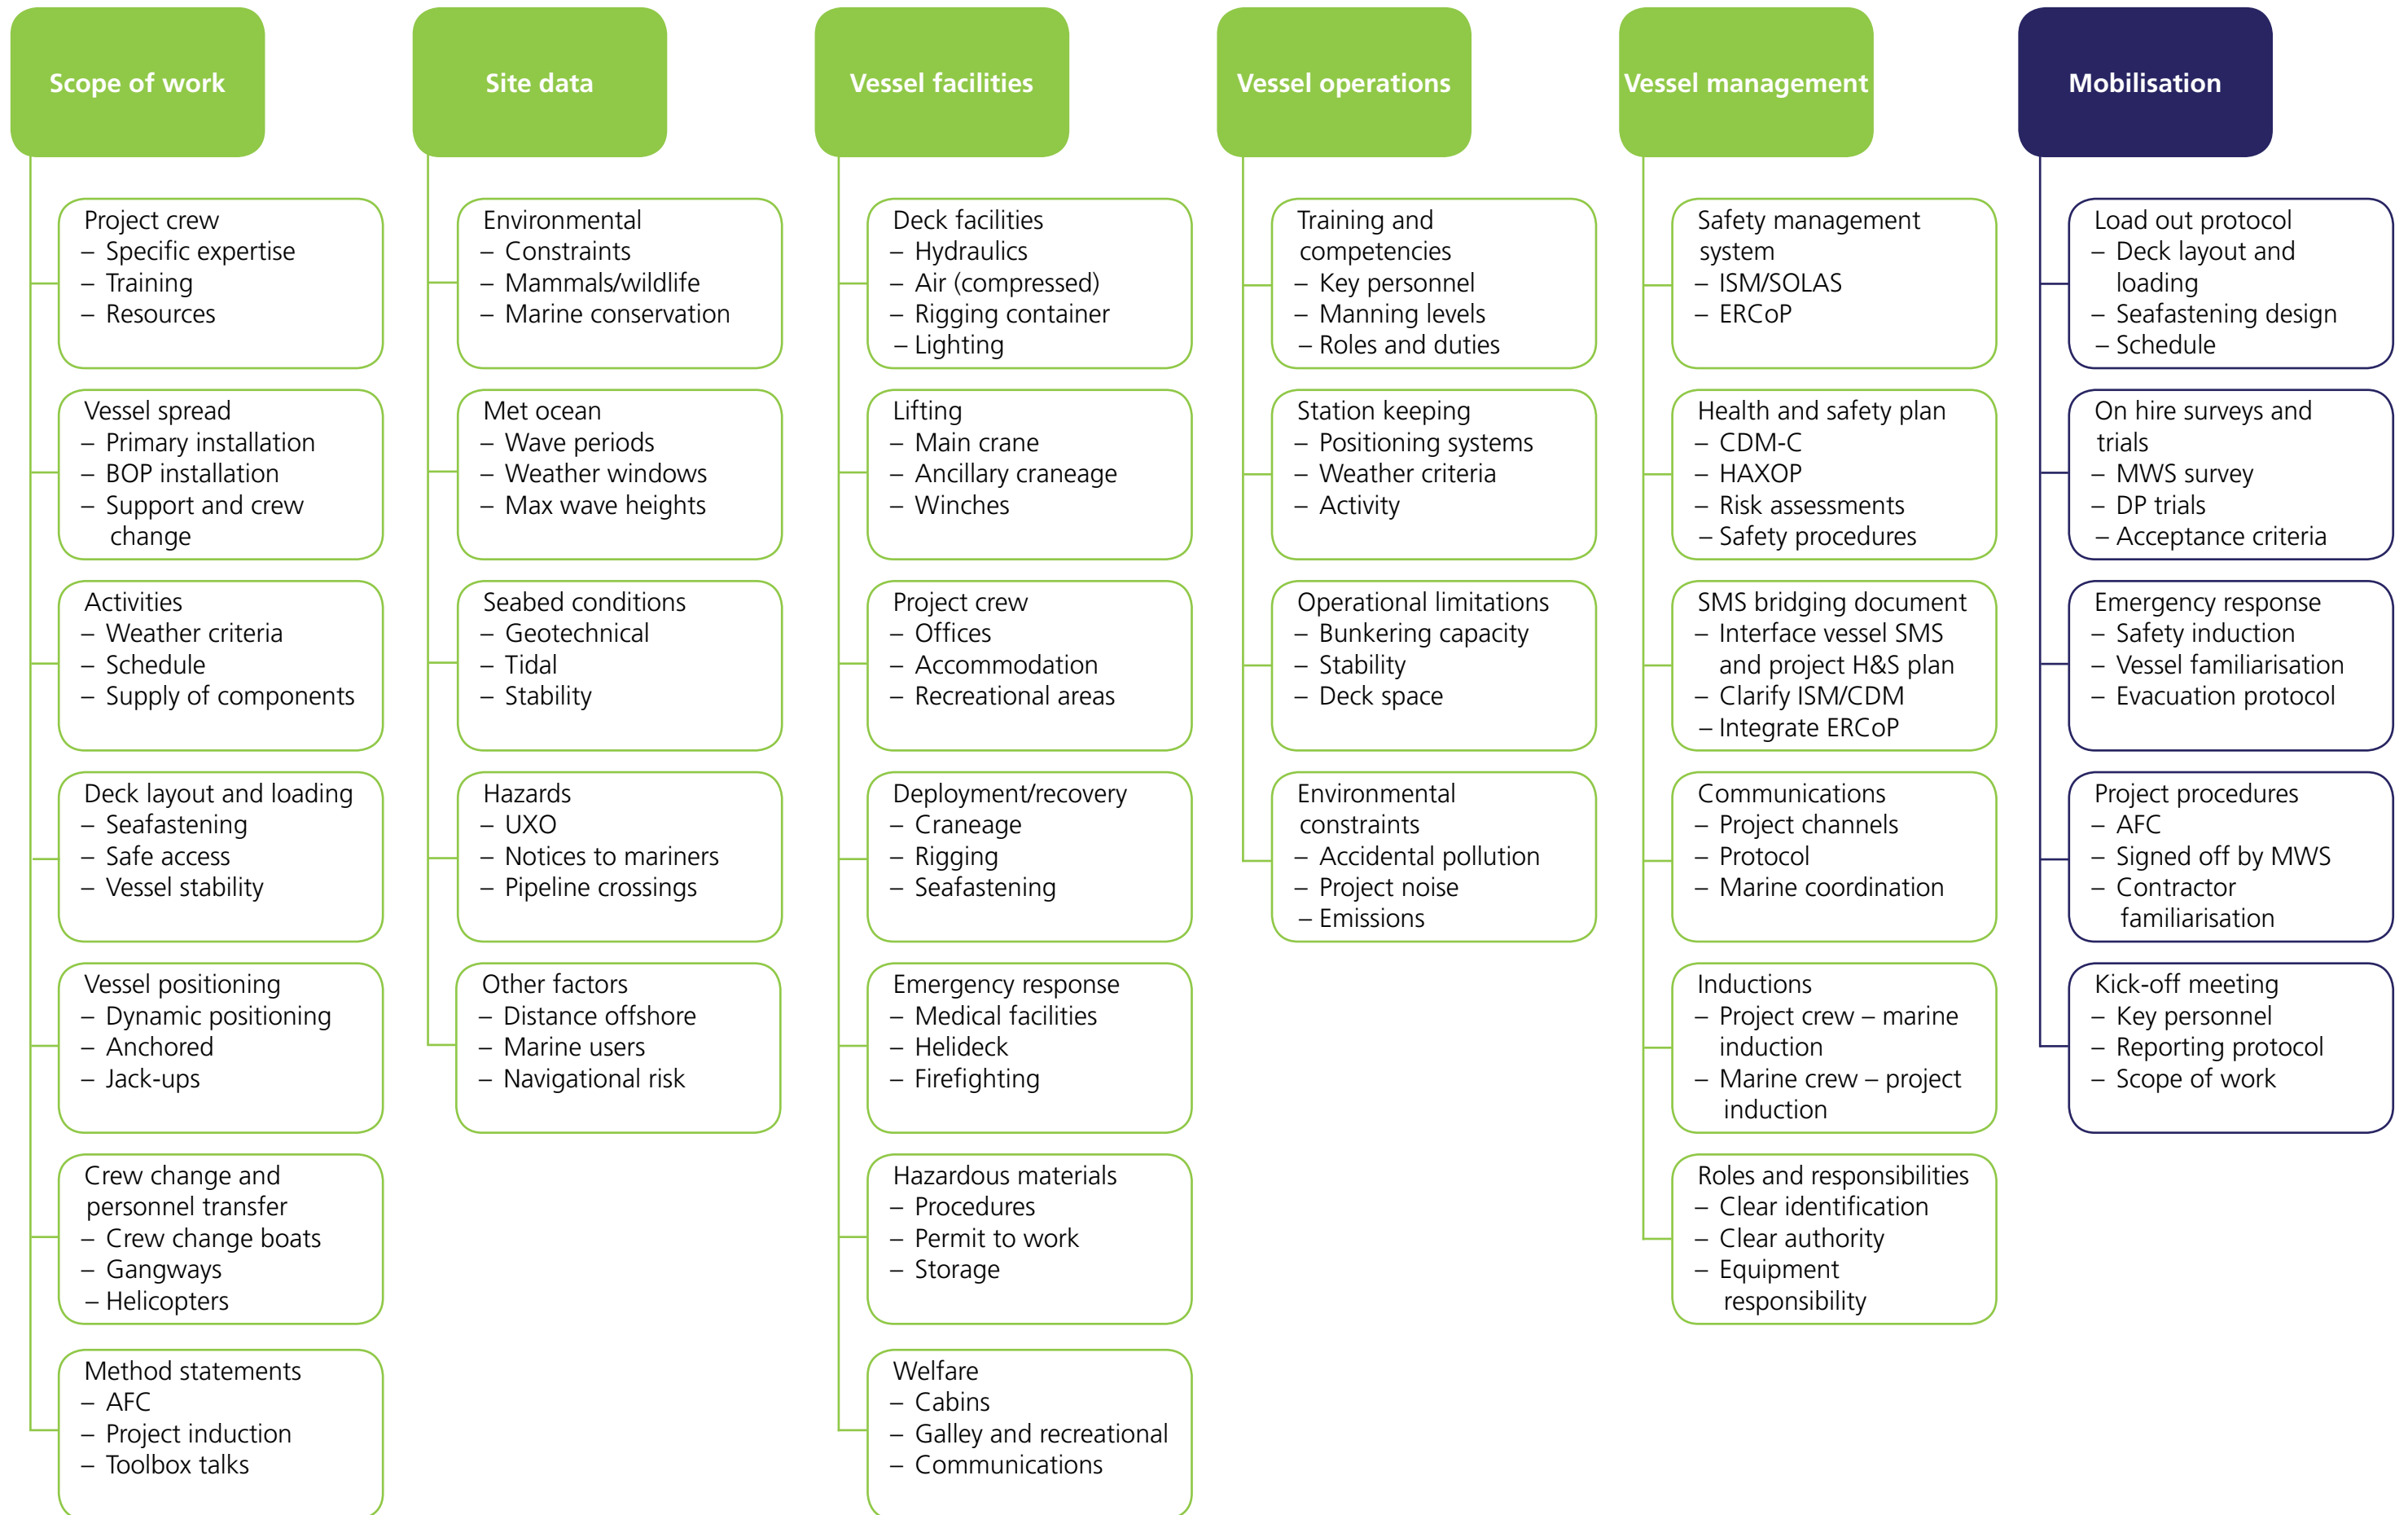 Scope of work
Project crew
– Specific expertise
– Training
– Resources
Vessel spread
– Primary installation
– BOP installation
– Support and crew
change
Activities
– Weather criteria
– Schedule
– Supply of components
Deck layout and loading
– Seafastening
– Safe access
– Vessel stability
Vessel positioning
– Dynamic positioning
– Anchored
– Jack-ups
Crew change and
personnel transfer
– Crew change boats
– Gangways
– Helicopters
Method statements
– AFC
– Project induction
– Toolbox talks
Site data
Environmental
– Constraints
– Mammals/wildlife
– Marine conservation
Met ocean
– Wave periods
– Weather windows
– Max wave heights
Seabed conditions
– Geotechnical
– Tidal
– Stability
Hazards
– UXO
– Notices to mariners
– Pipeline crossings
Other factors
– Distance offshore
– Marine users
– Navigational risk
Vessel facilities
Deck facilities
– Hydraulics
– Air (compressed)
– Rigging container
– Lighting
Lifting
– Main crane
– Ancillary craneage
– Winches
Project crew
– Offices
– Accommodation
– Recreational areas
Deployment/recovery
– Craneage
– Rigging
– Seafastening
Emergency response
– Medical facilities
– Helideck
– Firefighting
Hazardous materials
– Procedures
– Permit to work
– Storage
Welfare
– Cabins
– Galley and recreational
– Communications
Vessel operations
Training and
competencies
– Key personnel
– Manning levels
– Roles and duties
Station keeping
– Positioning systems
– Weather criteria
– Activity
Operational limitations
– Bunkering capacity
– Stability
– Deck space
Environmental
constraints
– Accidental pollution
– Project noise
– Emissions
Vessel management
Safety management
system
– ISM/SOLAS
– ERCoP
Health and safety plan
– CDM-C
– HAXOP
– Risk assessments
– Safety procedures
SMS bridging document
– Interface vessel SMS
and project H&S plan
– Clarify ISM/CDM
– Integrate ERCoP
Communications
– Project channels
– Protocol
– Marine coordination
Inductions
– Project crew – marine
induction
– Marine crew – project
induction
Roles and responsibilities
– Clear identification
– Clear authority
– Equipment
responsibility
Mobilisation
Load out protocol
– Deck layout and
loading
– Seafastening design
– Schedule
On hire surveys and
trials
– MWS survey
– DP trials
– Acceptance criteria
Emergency response
– Safety induction
– Vessel familiarisation
– Evacuation protocol
Project procedures
– AFC
– Signed off by MWS
– Contractor
familiarisation
Kick-off meeting
– Key personnel
– Reporting protocol
– Scope of work